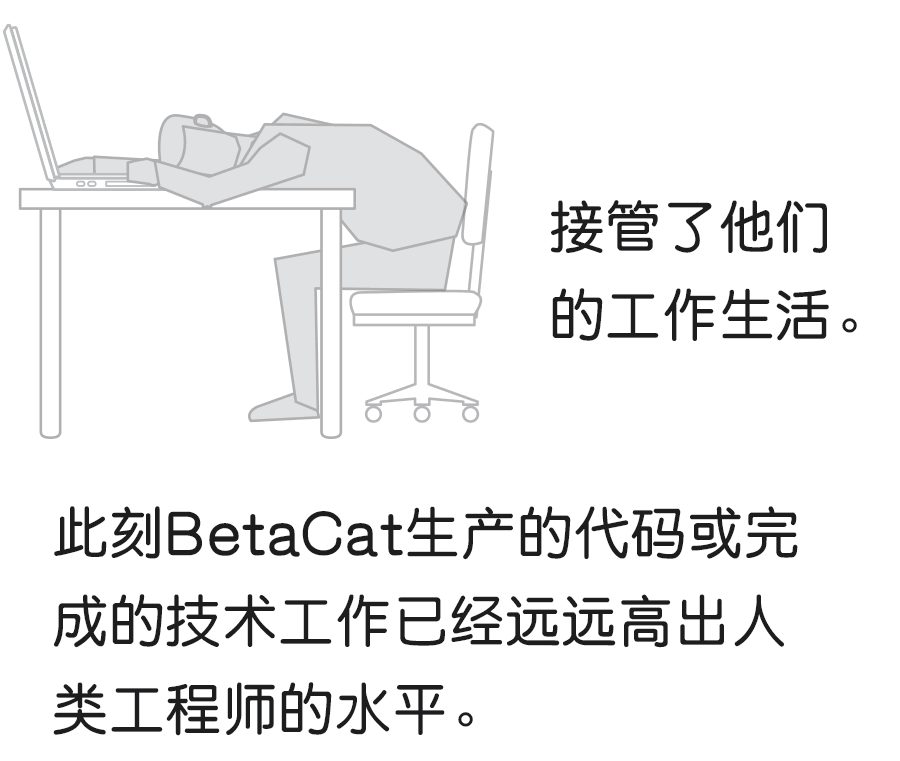 接管了他们
的工作生活。
此刻BetaCat生产的代码或完
成的技术工作已经远远高出人
类工程师的水平。